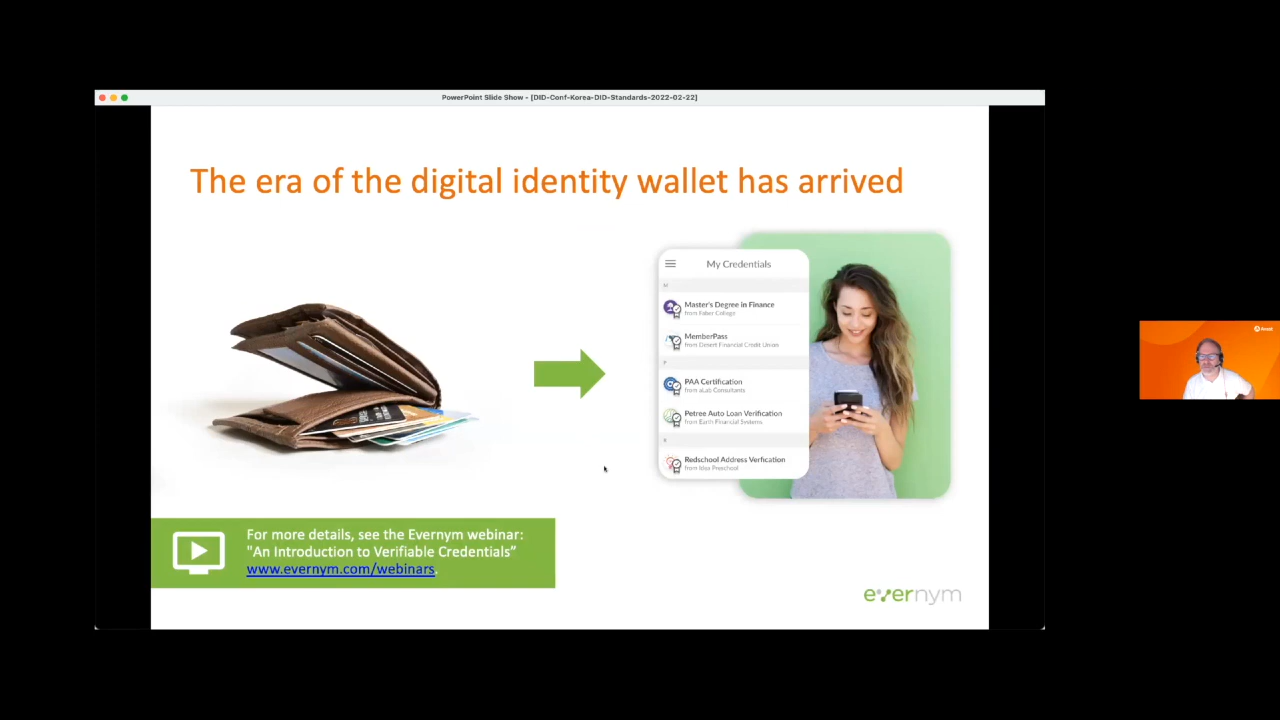 PowerPoint Slide Show - [DID-Conf-Korea-DID-Standards-2022-02-22]
The era of the digital identity wallet has arrived
My Credentials
M
Master's Degree in Finance
from Faber College
MemberPass
from Desert Financial Credit Union
P
PAA Certification
from aLab Consultants
Petree Auto Loan Verification
from Earth Financial Systems
R
Redschool Address Verfication
from Idea Preschool
For more details, see the Evernym webinar:
"An Introduction to Verifiable Credentials”
www.evernym.com/webinars.
evernym